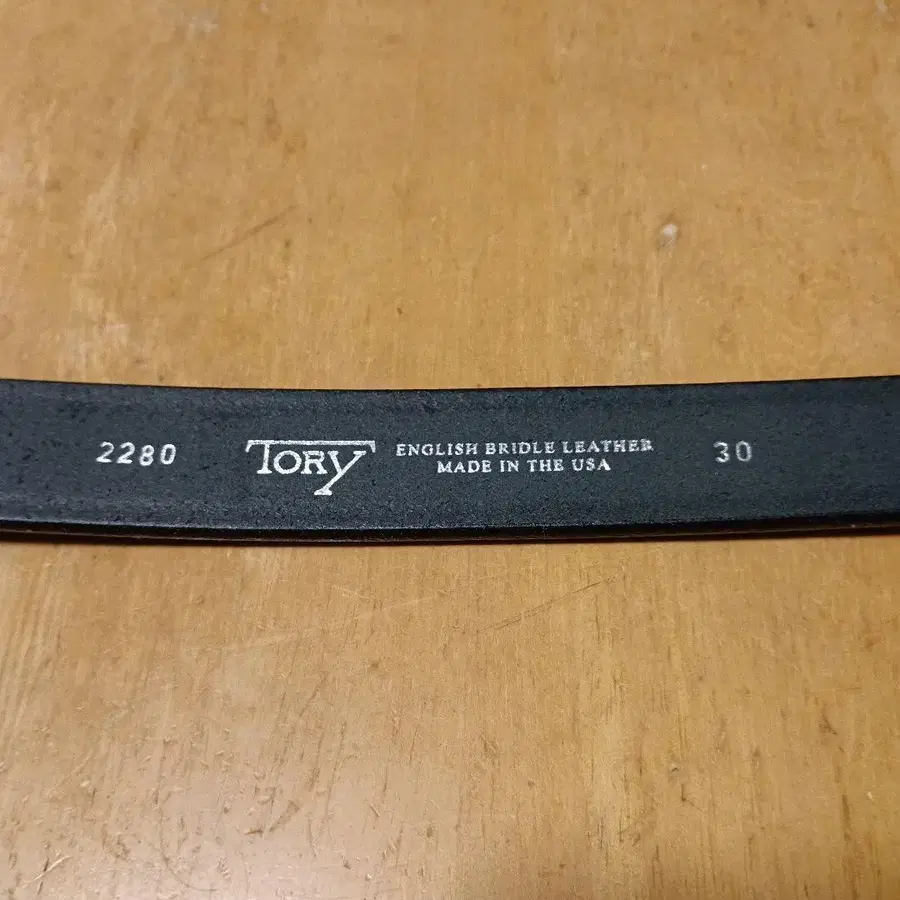 2280
TORY
ENGLISH BRIDLE LEATHER
MADE IN THE USA
30